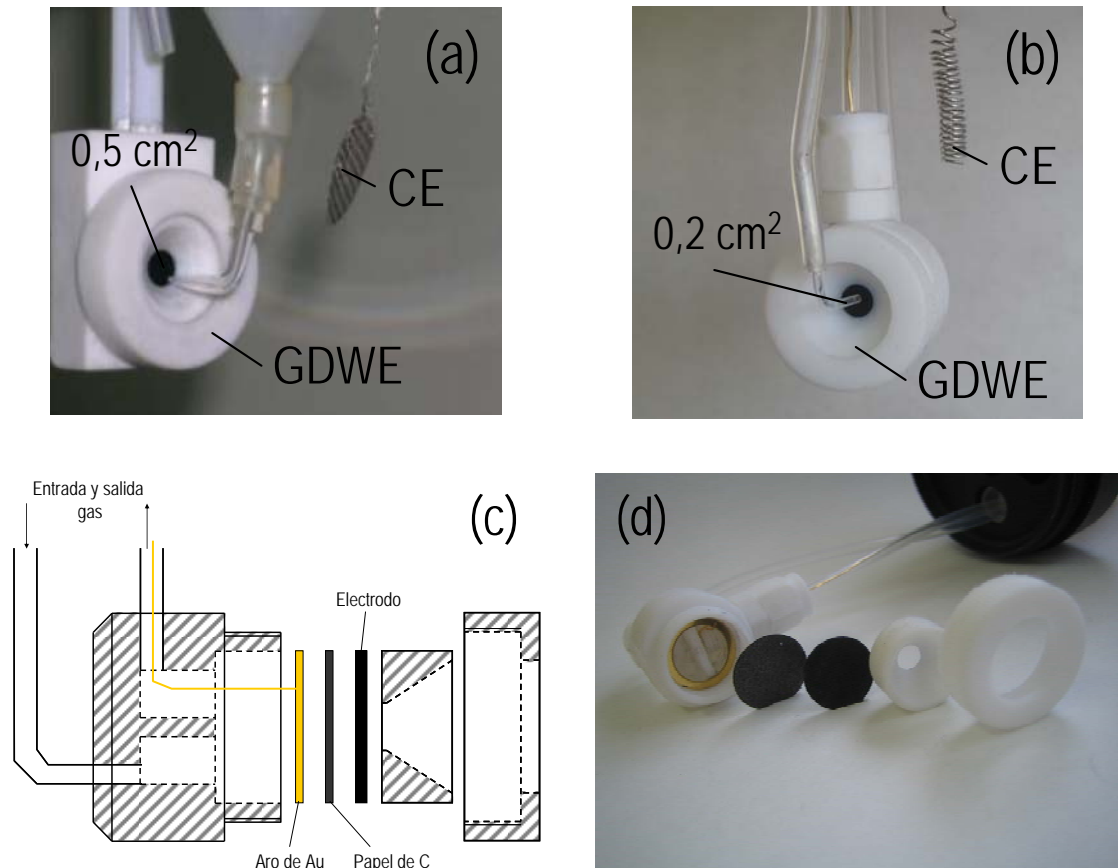 (a)
0,5 cm²
CE
GDWE
(b)
CE
0,2 cm²
GDWE
(c)
Entrada y salida
gas
Electrodo
Aro de Au
Papel de C
(d)